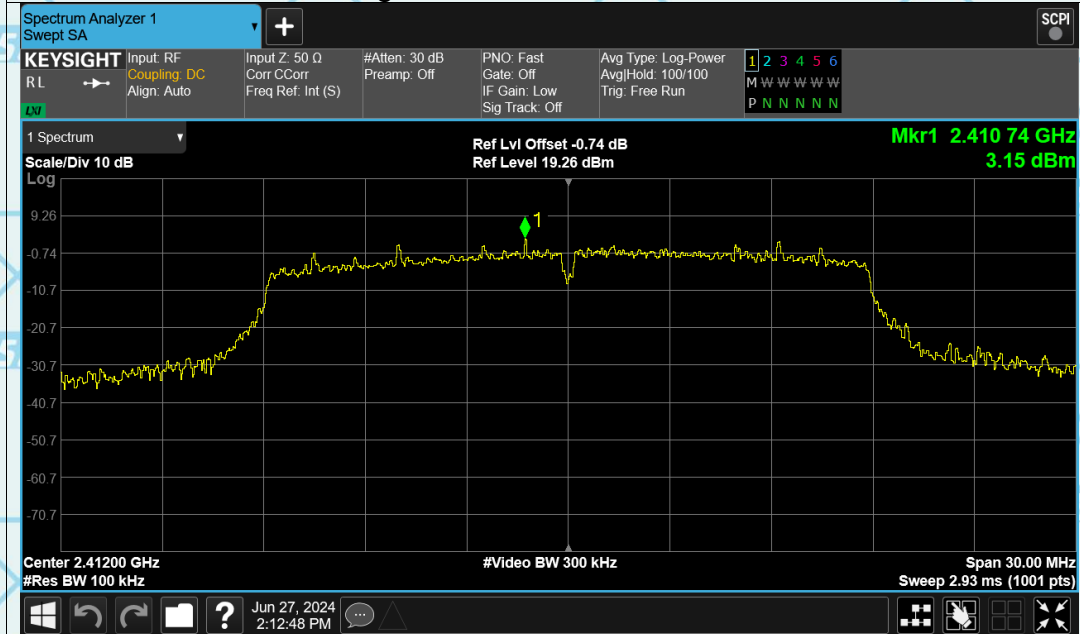 Spectrum Analyzer 1
Swept SA
+
SCPI
KEYSIGHT
R L
LXI
Input: RF
Coupling: DC
Align: Auto
Input Z: 50 Ω
Corr CCorr
Freq Ref: Int (S)
#Atten: 30 dB
Preamp: Off
PNO: Fast
Gate: Off
IF Gain: Low
Sig Track: Off
Avg Type: Log-Power
Avg|Hold: 100/100
Trig: Free Run
1 2 3 4 5 6
M W W W W W W
P N N N N N
1 Spectrum
Scale/Div 10 dB
Log
Ref Lvl Offset -0.74 dB
Ref Level 19.26 dBm
Mkr1 2.410 74 GHz
3.15 dBm
1
9.26
-0.74
-10.7
-20.7
-30.7
-40.7
-50.7
-60.7
-70.7
Center 2.41200 GHz
#Res BW 100 kHz
#Video BW 300 kHz
Span 30.00 MHz
Sweep 2.93 ms (1001 pts)
?
Jun 27, 2024
2:12:48 PM